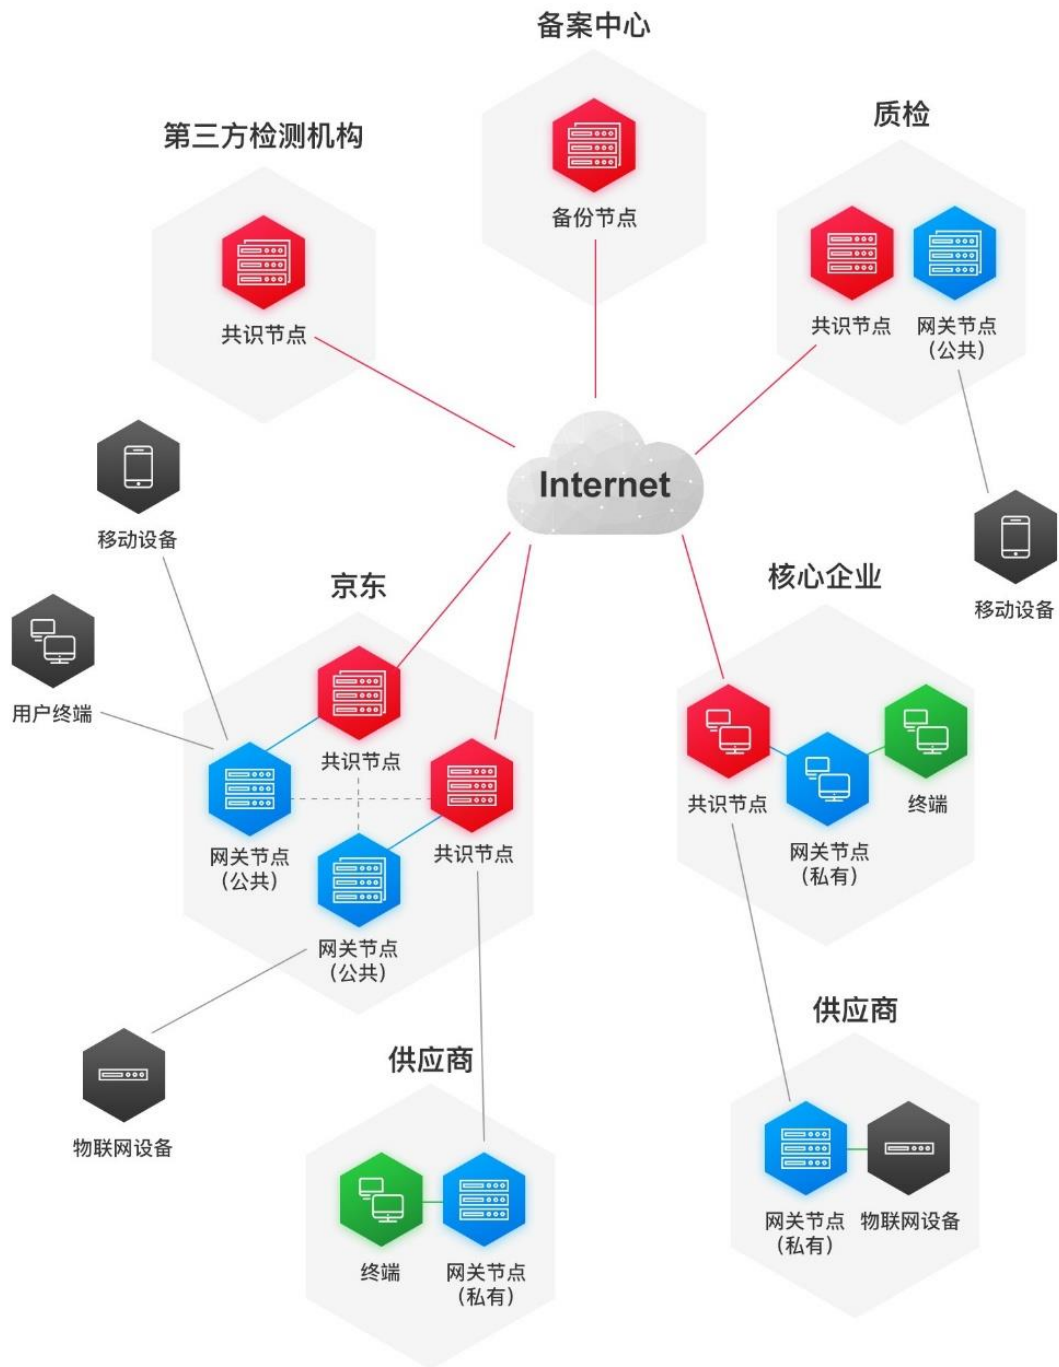 备案中心
备份节点
第三方检测机构
共识节点
质检
共识节点
网关节点
(公共)
Internet
移动设备
移动设备
用户终端
京东
共识节点
共识节点
网关节点
(公共)
网关节点
(公共)
核心企业
共识节点
网关节点
(私有)
终端
物联网设备
供应商
终端
网关节点
(私有)
供应商
网关节点
(私有)
物联网设备